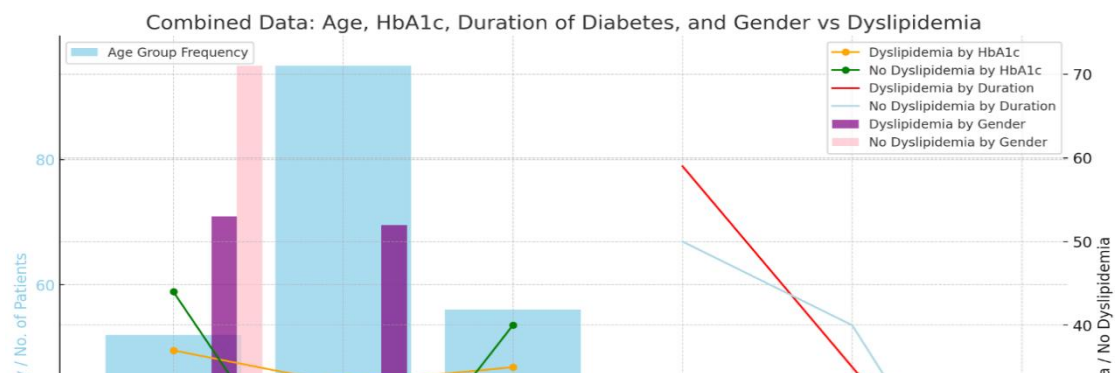 Combined Data: Age, HbA1c, Duration of Diabetes, and Gender vs Dyslipidemia
Age Group Frequency
Dyslipidemia by HbA1c
No Dyslipidemia by HbA1c
Dyslipidemia by Duration
No Dyslipidemia by Duration
Dyslipidemia by Gender
No Dyslipidemia by Gender
80
60
/ No. of Patients
70
60
50
40
/ No Dyslipidemia